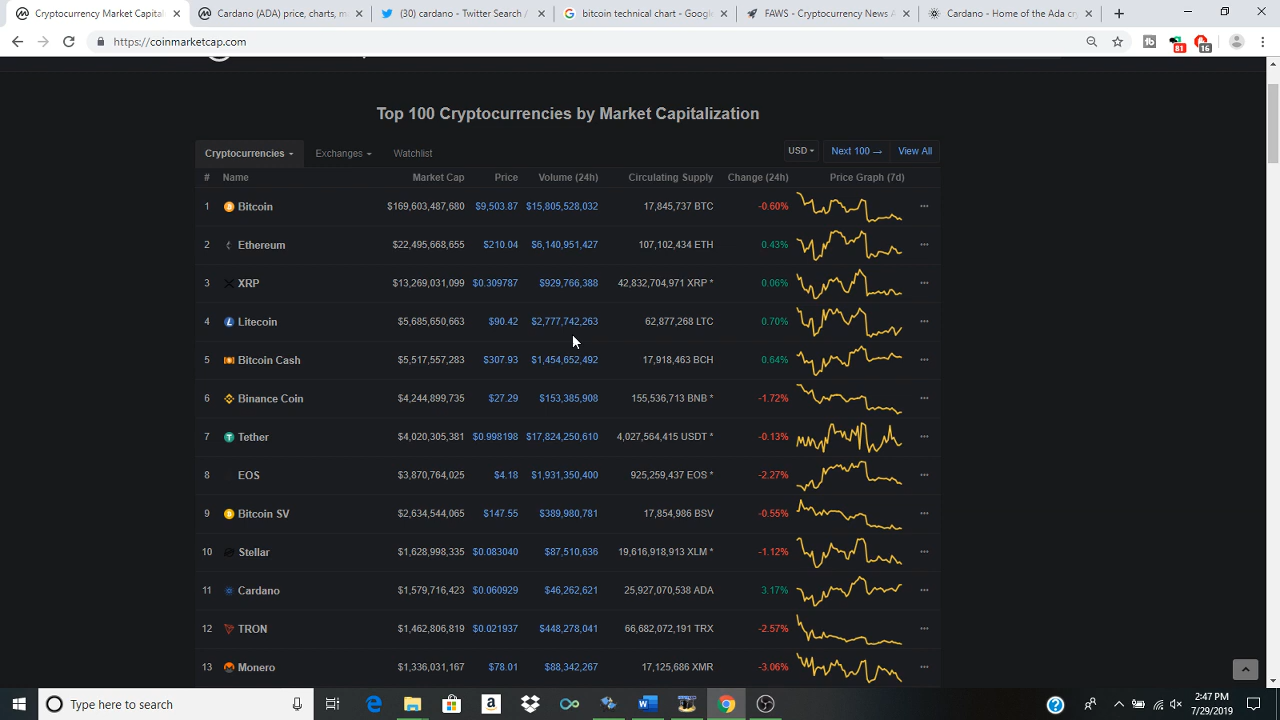 Cryptocurrency Market Capital
Cardano (ADA) price, charts, m
(30) cardano - Twitter Search /
bitcoin technical chart - Goog
FAWS - Cryptocurrency News A
Cardano - Home of the Ada cry
https://coinmarketcap.com
81
16
Top 100 Cryptocurrencies by Market Capitalization
Cryptocurrencies Exchanges Watchlist USD Next 100 → View All
# Name Market Cap Price Volume (24h) Circulating Supply Change (24h) Price Graph (7d)
1 Bitcoin $169,603,487,680 $9,503.87 $15,805,528,032 17,845,737 BTC -0.60%
2 Ethereum $22,495,668,655 $210.04 $6,140,951,427 107,102,434 ETH 0.43%
3 XRP $13,269,031,099 $0.309787 $929,766,388 42,832,704,971 XRP * 0.06%
4 Litecoin $5,685,650,663 $90.42 $2,777,742,263 62,877,268 LTC 0.70%
5 Bitcoin Cash $5,517,557,283 $307.93 $1,454,652,492 17,918,463 BCH 0.64%
6 Binance Coin $4,244,899,735 $27.29 $153,385,908 155,536,713 BNB * -1.72%
7 Tether $4,020,305,381 $0.998198 $17,824,250,610 4,027,564,415 USDT * -0.13%
8 EOS $3,870,764,025 $4.18 $1,931,350,400 925,259,437 EOS * -2.27%
9 Bitcoin SV $2,634,544,065 $147.55 $389,980,781 17,854,986 BSV -0.55%
10 Stellar $1,628,998,335 $0.083040 $87,510,636 19,616,918,913 XLM * -1.12%
11 Cardano $1,579,716,423 $0.060929 $46,262,621 25,927,070,538 ADA 3.17%
12 TRON $1,462,806,819 $0.021937 $448,278,041 66,682,072,191 TRX -2.57%
13 Monero $1,336,031,167 $78.01 $88,342,267 17,125,686 XMR -3.06%
Type here to search
2:47 PM
7/29/2019